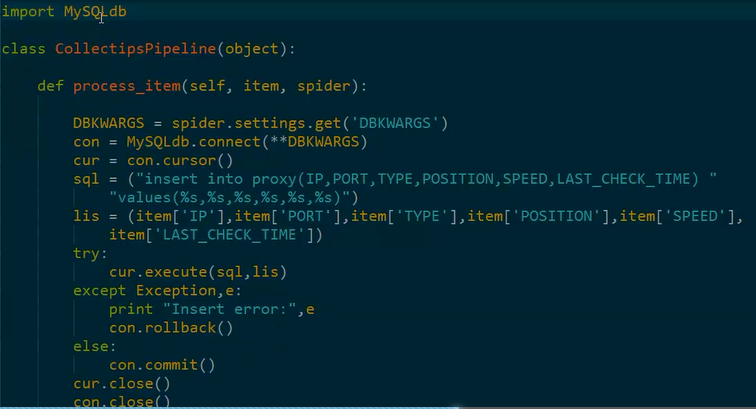 import MySQLdb
class CollectipsPipeline(object):
def process_item(self, item, spider):
DBKWARGS = spider.settings.get('DBKWARGS')
con = MySQLdb.connect(**DBKWARGS)
cur = con.cursor()
sql = ("insert into proxy(IP,PORT,TYPE,POSITION,SPEED,LAST_CHECK_TIME) "
"values(%s,%s,%s,%s,%s,%s)")
lis = (item['IP'],item['PORT'],item['TYPE'],item['POSITION'],item['SPEED'],
item['LAST_CHECK_TIME'])
try:
cur.execute(sql,lis)
except Exception,e:
print "Insert error:",e
con.rollback()
else:
con.commit()
cur.close()
con.close()